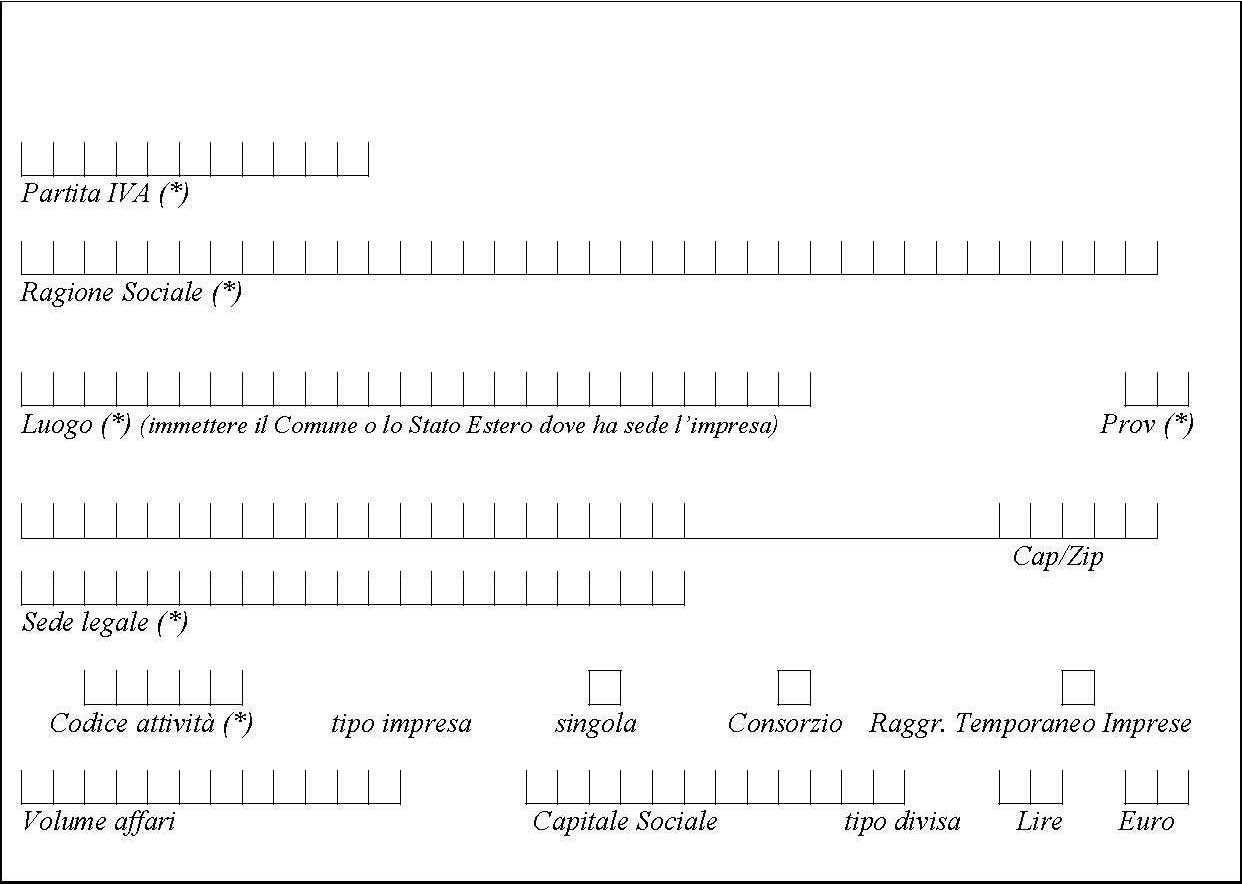 Partita IVA (*)
Ragione Sociale (*)
Luogo (*) (immettere il Comune o lo Stato Estero dove ha sede l’impresa) Prov (*)
Cap/Zip
Sede legale (*)
Codice attività (*) tipo impresa singola Consorzio Raggr. Temporaneo Imprese
Volume affari Capitale Sociale tipo divisa Lire Euro